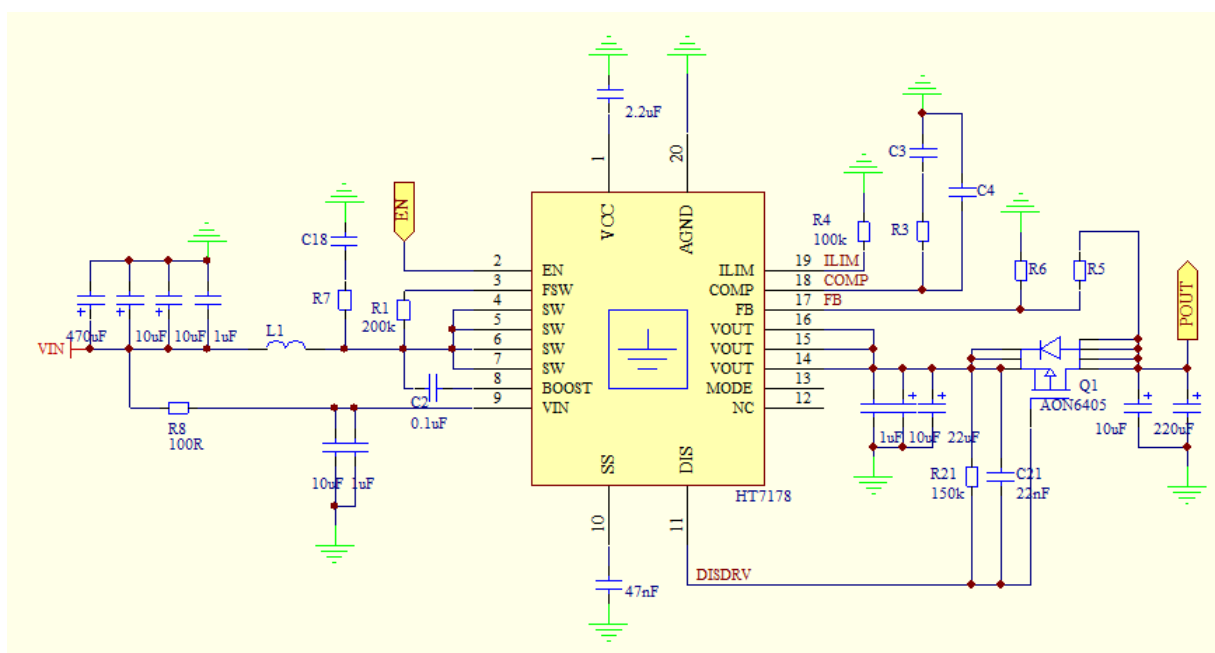 2.2uF
1
20
VCC
AGND
EN
C18
R7
R1
200k
470uF
10uF
10uF
1uF
VIN
L1
C2
0.1uF
R8
100R
10uF
1uF
2 EN
3 FSW
4 SW
5 SW
6 SW
7 SW
8 BOOST
9 VIN
SS
DIS
10
11
47nF
HT7178
DISDRV
ILIM 19 ILIM
COMP 18 COMP
FB 17 FB
VOUT 16
VOUT 15
VOUT 14
MODE 13
NC 12
R4
100k
C3
R3
C4
R6
R5
POUT
Q1
AON6405
1uF
10uF
22uF
R21
150k
C21
22nF
10uF
220uF